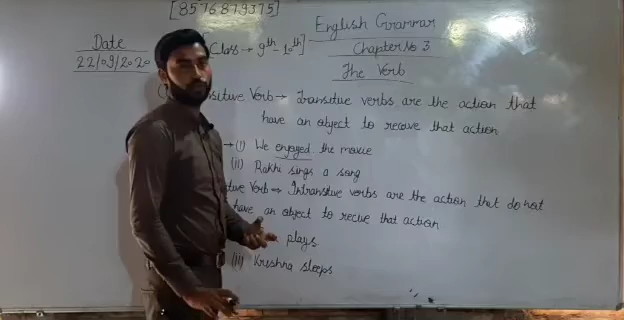 [8576879375]
English Grammar
Date
Class → 9th - 10th]
Chapter No 3
22/09/2020
The Verb
sitive Verb → Transitive verbs are the action that
have an object to receive that action
→ (i) We enjoyed the movie
(ii) Rakhi sings a song
tive Verb ⇒ Intransitive verbs are the action that do not
have an object to recive that action
plays
(ii) Krishna sleeps